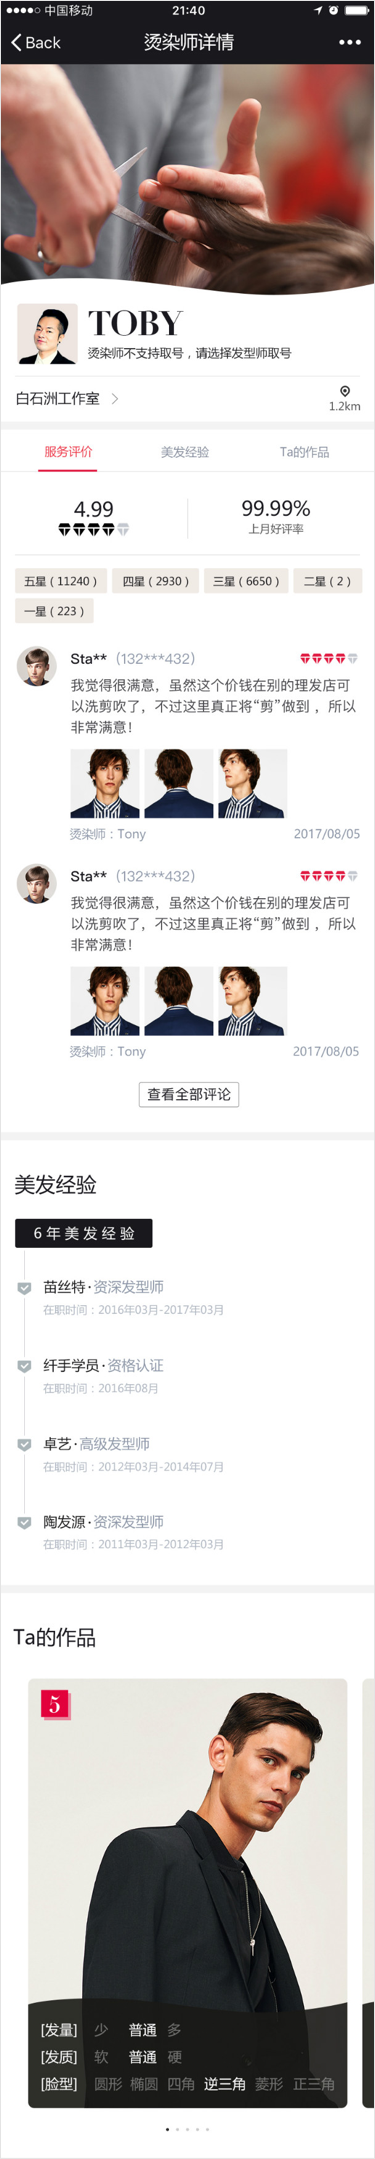 中国移动
21:40
Back
烫染师详情
TOBY
烫染师不支持取号，请选择发型师取号
白石洲工作室
1.2km
服务评价
美发经验
Ta的作品
4.99
99.99%
上月好评率
五星（11240）
四星（2930）
三星（6650）
二星（2）
一星（223）
Sta**（132***432）
我觉得很满意，虽然这个价钱在别的理发店可
以洗剪吹了，不过这里真正将“剪”做到 ，所以
非常满意！
烫染师：Tony
2017/08/05
Sta**（132***432）
我觉得很满意，虽然这个价钱在别的理发店可
以洗剪吹了，不过这里真正将“剪”做到 ，所以
非常满意！
烫染师：Tony
2017/08/05
查看全部评论
美发经验
6年美发经验
苗丝特·资深发型师
在职时间：2016年03月-2017年03月
纤手学员·资格认证
在职时间：2016年08月
卓艺·高级发型师
在职时间：2012年03月-2014年07月
陶发源·资深发型师
在职时间：2011年03月-2012年03月
Ta的作品
5
[发量] 少 普通 多
[发质] 软 普通 硬
[脸型] 圆形 椭圆 四角 逆三角 菱形 正三角